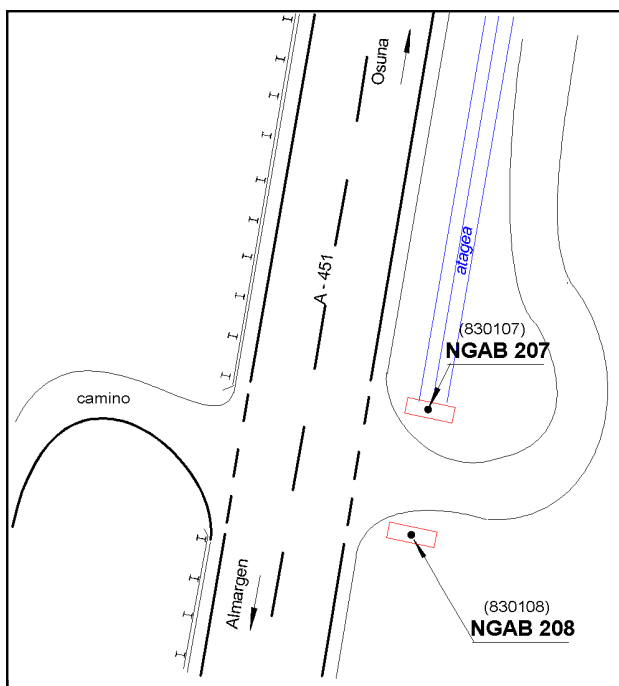 Osuna
A - 451
atagea
(830107)
NGAB 207
camino
Almargen
(830108)
NGAB 208